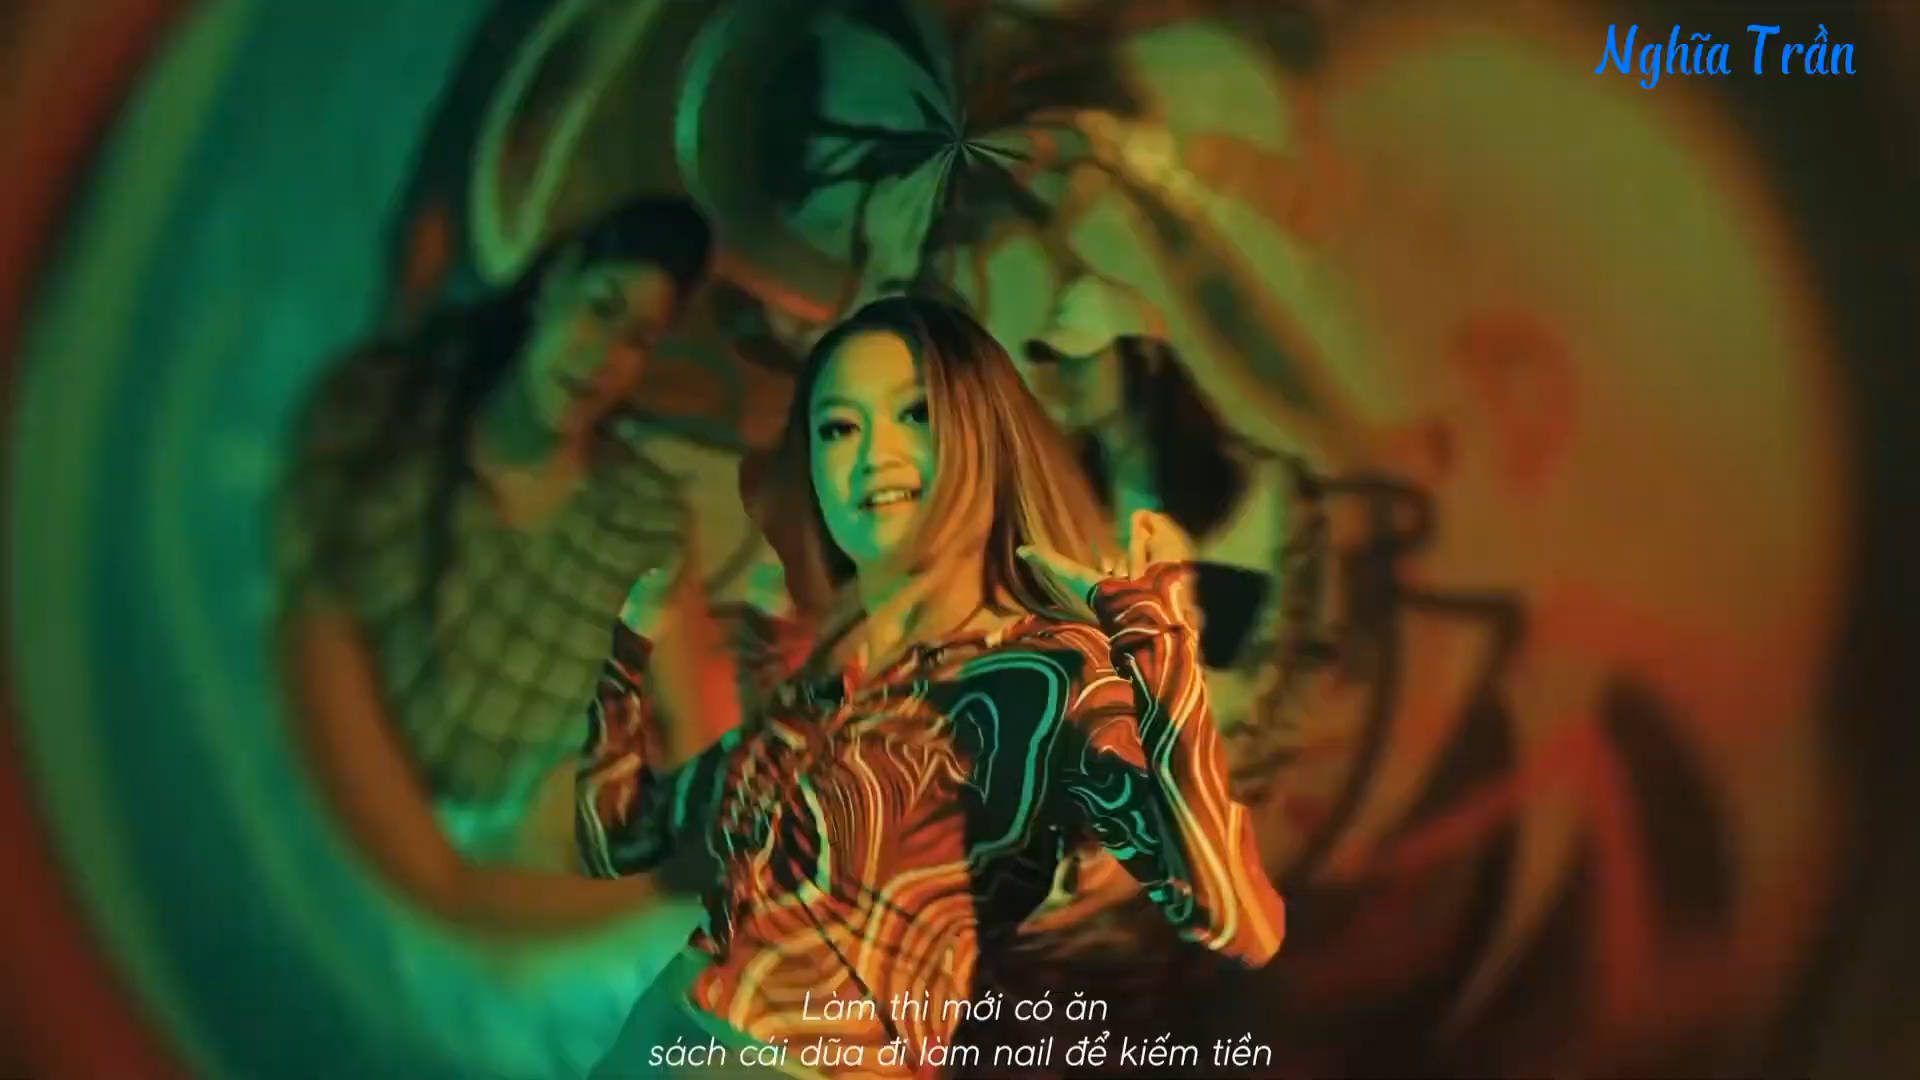 Nghĩa Trần
Làm thì mới có ăn
sách cái dũa đi làm nail để kiếm tiền